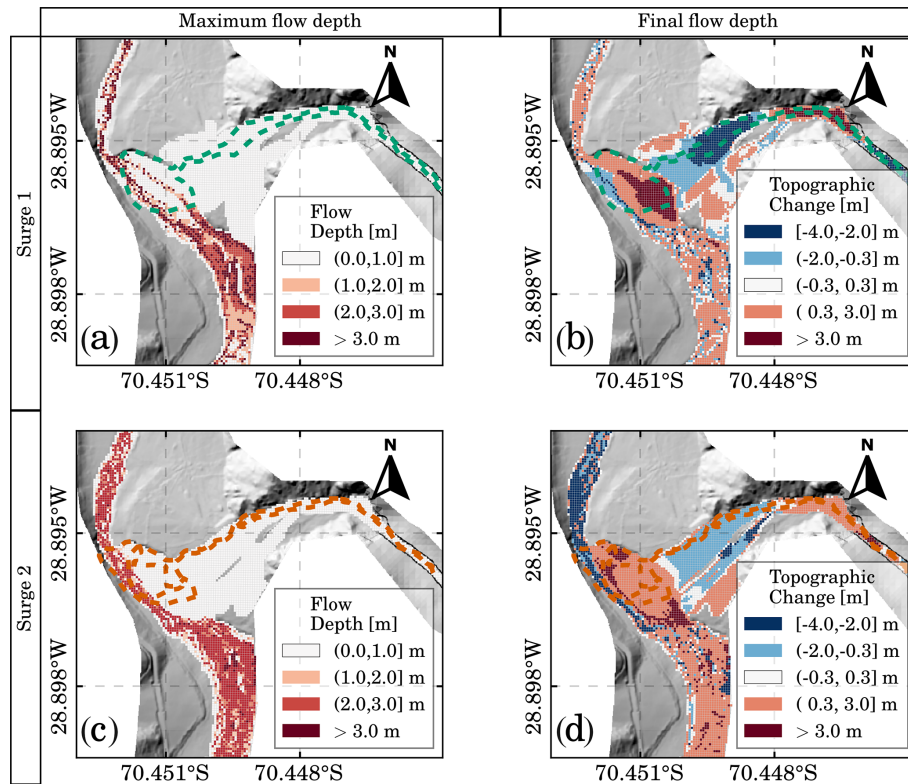 Maximum flow depth
Final flow depth
Surge 1
N
28.895°W
28.898°W
Flow
Depth [m]
(0.0,1.0] m
(1.0,2.0] m
(2.0,3.0] m
> 3.0 m
(a)
70.451°S
70.448°S
N
28.895°W
28.898°W
Topographic
Change [m]
[-4.0,-2.0] m
(-2.0,-0.3] m
(-0.3, 0.3] m
( 0.3, 3.0] m
> 3.0 m
(b)
70.451°S
70.448°S
Surge 2
N
28.895°W
28.898°W
Flow
Depth [m]
(0.0,1.0] m
(1.0,2.0] m
(2.0,3.0] m
> 3.0 m
(c)
70.451°S
70.448°S
N
28.895°W
28.898°W
Topographic
Change [m]
[-4.0,-2.0] m
(-2.0,-0.3] m
(-0.3, 0.3] m
( 0.3, 3.0] m
> 3.0 m
(d)
70.451°S
70.448°S